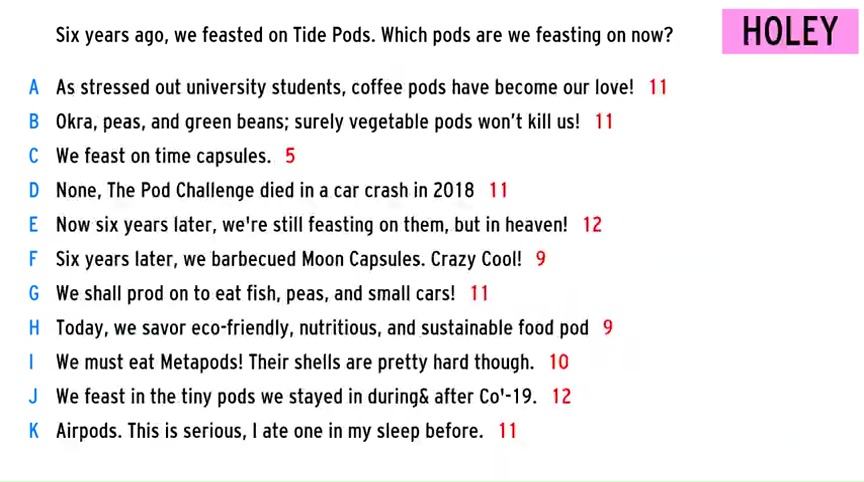 Six years ago, we feasted on Tide Pods. Which pods are we feasting on now?
HOLEY
A As stressed out university students, coffee pods have become our love! 11
B Okra, peas, and green beans; surely vegetable pods won't kill us! 11
C We feast on time capsules. 5
D None, The Pod Challenge died in a car crash in 2018 11
E Now six years later, we're still feasting on them, but in heaven! 12
F Six years later, we barbecued Moon Capsules. Crazy Cool! 9
G We shall prod on to eat fish, peas, and small cars! 11
H Today, we savor eco-friendly, nutritious, and sustainable food pod 9
I We must eat Metapods! Their shells are pretty hard though. 10
J We feast in the tiny pods we stayed in during& after Co'-19. 12
K Airpods. This is serious, I ate one in my sleep before. 11